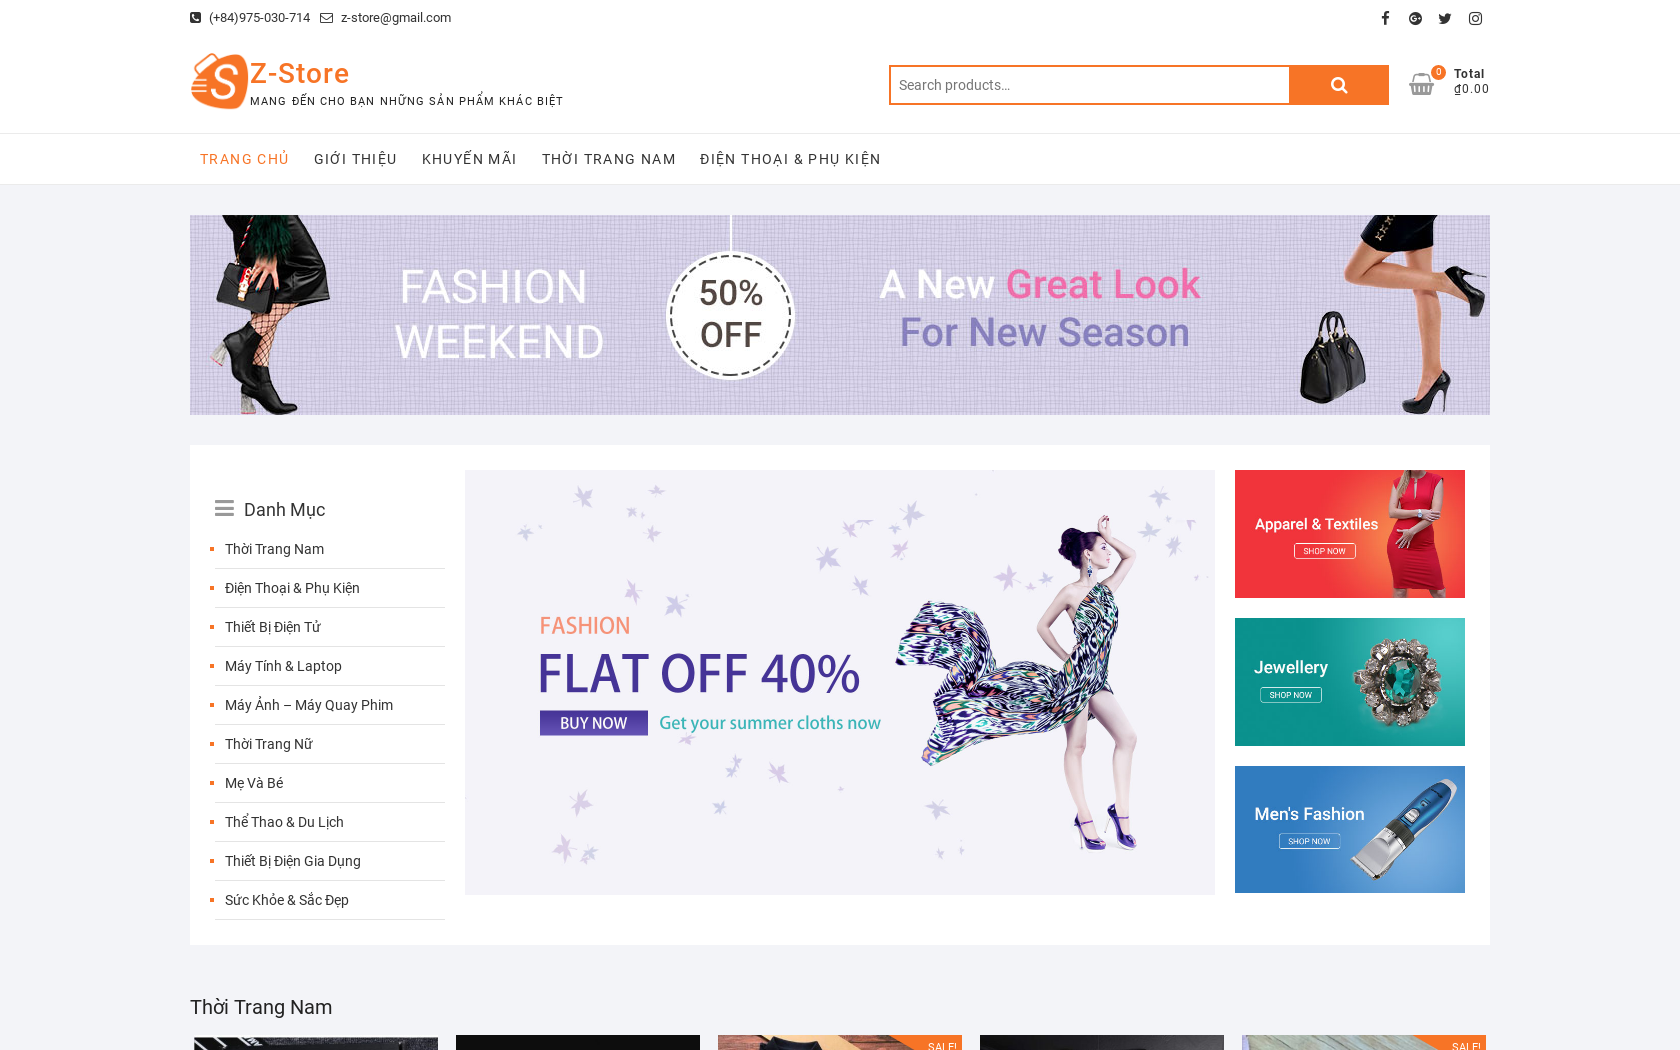 (+84)975-030-714 z-store@gmail.com
Z-Store
MANG ĐẾN CHO BẠN NHỮNG SẢN PHẨM KHÁC BIỆT
Search products...
0
Total
₫0.00
TRANG CHỦ GIỚI THIỆU KHUYẾN MÃI THỜI TRANG NAM ĐIỆN THOẠI & PHỤ KIỆN
FASHION
WEEKEND
50%
OFF
A New Great Look
For New Season
Danh Mục
Thời Trang Nam
Điện Thoại & Phụ Kiện
Thiết Bị Điện Tử
Máy Tính & Laptop
Máy Ảnh – Máy Quay Phim
Thời Trang Nữ
Mẹ Và Bé
Thể Thao & Du Lịch
Thiết Bị Điện Gia Dụng
Sức Khỏe & Sắc Đẹp
FASHION
FLAT OFF 40%
BUY NOW Get your summer cloths now
Apparel & Textiles
SHOP NOW
Jewellery
SHOP NOW
Men's Fashion
SHOP NOW
Thời Trang Nam
SALE!
SALE!